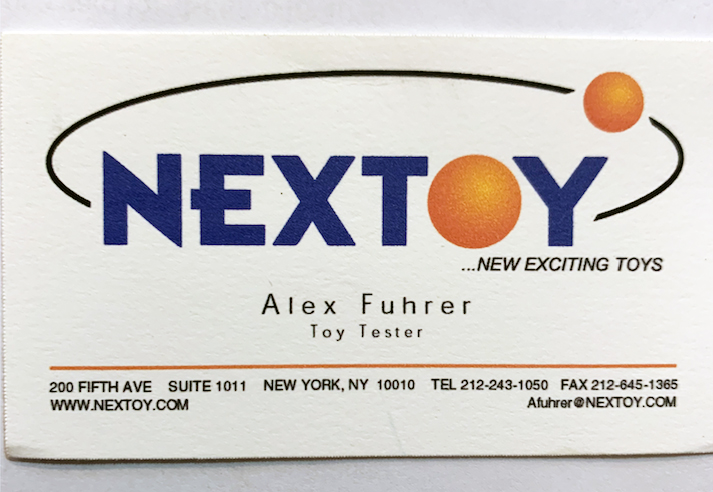 NEXTOY
...NEW EXCITING TOYS
Alex Fuhrer
Toy Tester
200 FIFTH AVE SUITE 1011 NEW YORK, NY 10010 TEL 212-243-1050 FAX 212-645-1365
WWW.NEXTOY.COM Afuhrer@NEXTOY.COM